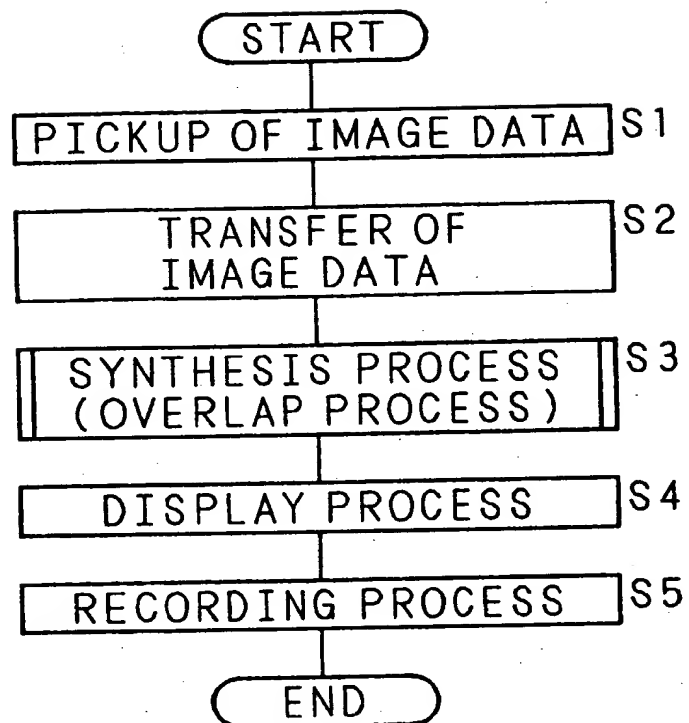 START
PICKUP OF IMAGE DATA S1
TRANSFER OF S2
IMAGE DATA
SYNTHESIS PROCESS S3
(OVERLAP PROCESS)
DISPLAY PROCESS S4
RECORDING PROCESS S5
END